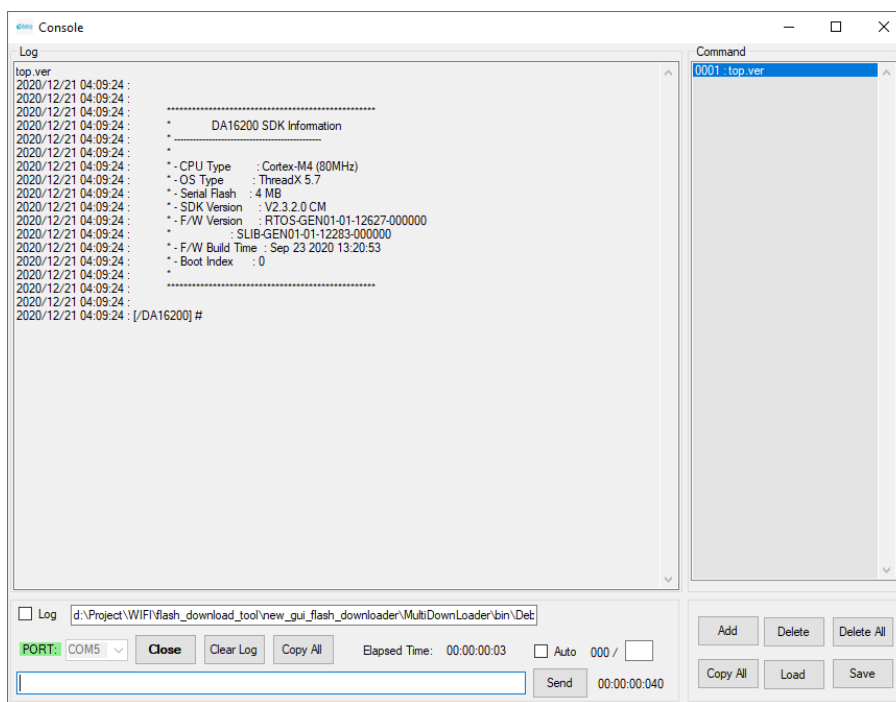 Console
Log
top.ver
2020/12/21 04:09:24 :
2020/12/21 04:09:24 :
2020/12/21 04:09:24 : **************************************************
2020/12/21 04:09:24 : * DA16200 SDK Information
2020/12/21 04:09:24 : * ------------------------------------------------
2020/12/21 04:09:24 : *
2020/12/21 04:09:24 : * - CPU Type : Cortex-M4 (80MHz)
2020/12/21 04:09:24 : * - OS Type : ThreadX 5.7
2020/12/21 04:09:24 : * - Serial Flash : 4 MB
2020/12/21 04:09:24 : * - SDK Version : V2.3.2.0 CM
2020/12/21 04:09:24 : * - F/W Version : RTOS-GEN01-01-12627-000000
2020/12/21 04:09:24 : * : SLIB-GEN01-01-12283-000000
2020/12/21 04:09:24 : * - F/W Build Time : Sep 23 2020 13:20:53
2020/12/21 04:09:24 : * - Boot Index : 0
2020/12/21 04:09:24 : *
2020/12/21 04:09:24 : **************************************************
2020/12/21 04:09:24 :
2020/12/21 04:09:24 : [/DA16200] #
Command
0001 : top.ver
Log d:\Project\WIFI\flash_download_tool\new_gui_flash_downloader\MultiDownLoader\bin\Deb
PORT: COM5 Close Clear Log Copy All Elapsed Time: 00:00:00:03 Auto 000 /
Send 00:00:00:040
Add Delete Delete All
Copy All Load Save